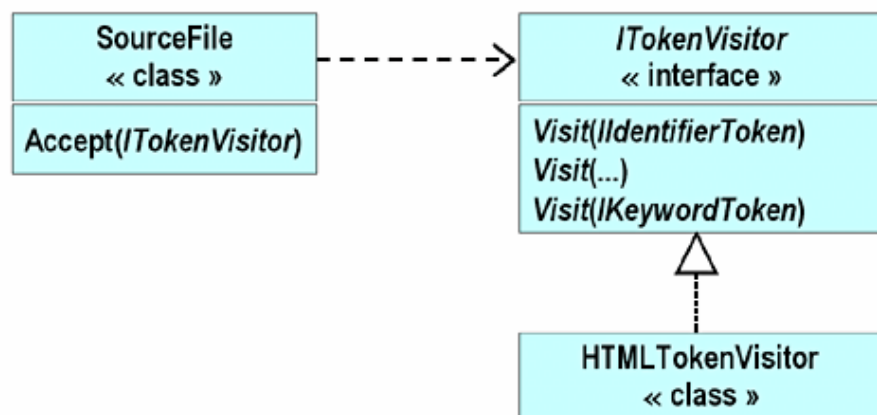 SourceFile
« class »
Accept(ITokenVisitor)
ITokenVisitor
« interface »
Visit(IIdentifierToken)
Visit(...)
Visit(IKeywordToken)
HTMLTokenVisitor
« class »